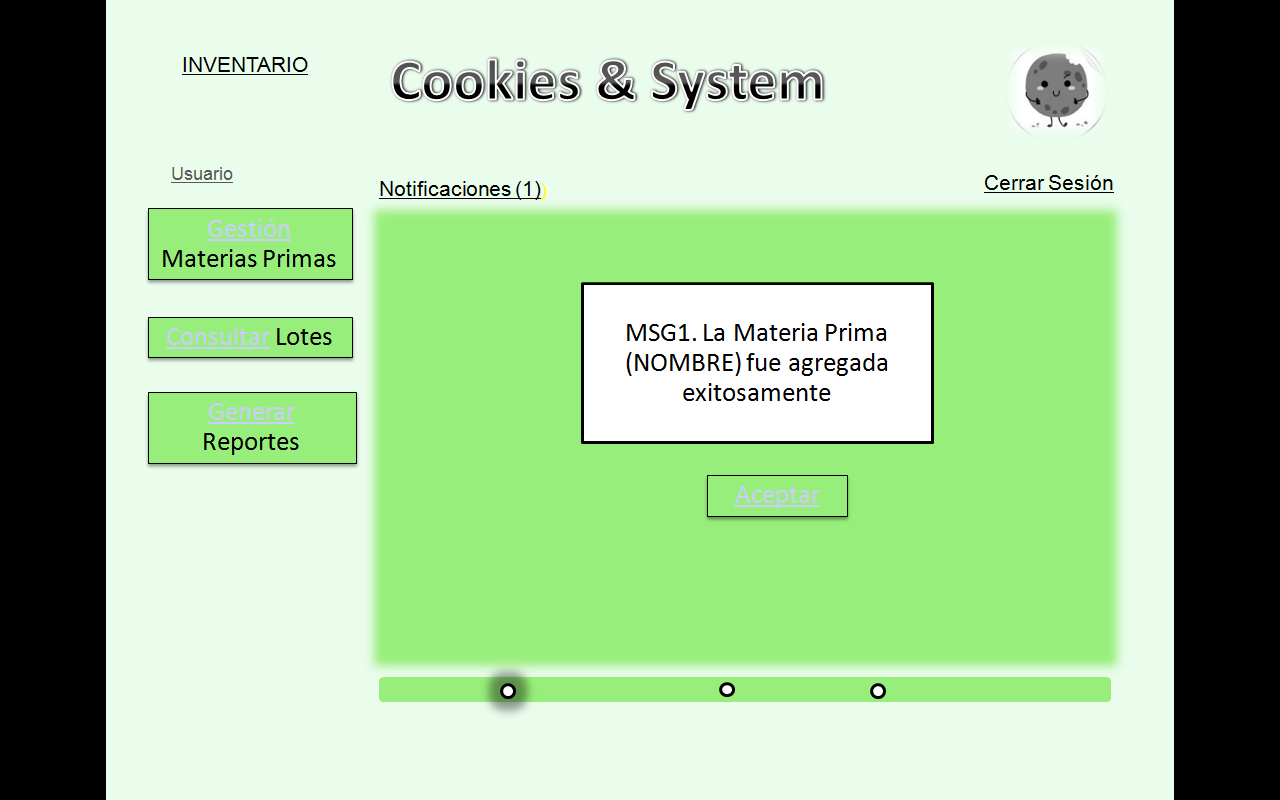 INVENTARIO
Cookies & System
Usuario
Notificaciones (1)
Cerrar Sesión
Gestión
Materias Primas
Consultar Lotes
Generar
Reportes
MSG1. La Materia Prima
(NOMBRE) fue agregada
exitosamente
Aceptar